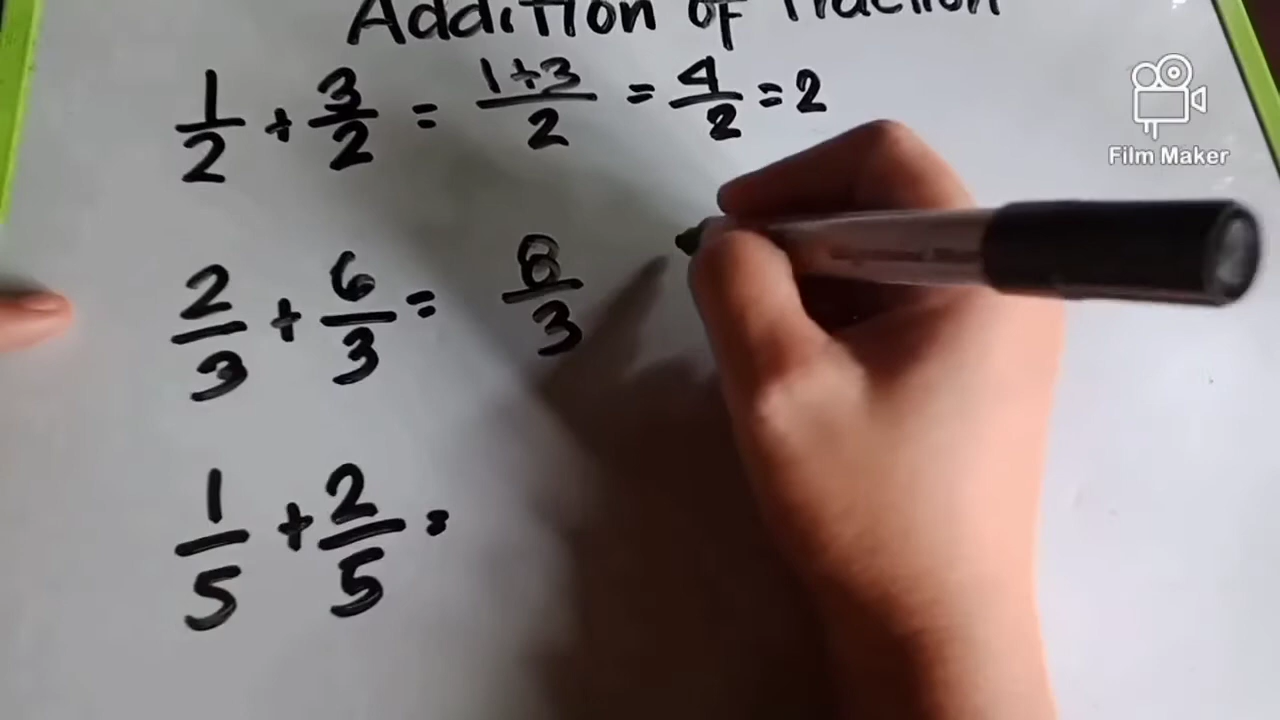 Addition of fraction
1/2 + 3/2 = 1+3/2 = 4/2 = 2
Film Maker
2/3 + 6/3 = 8/3
1/5 + 2/5 =